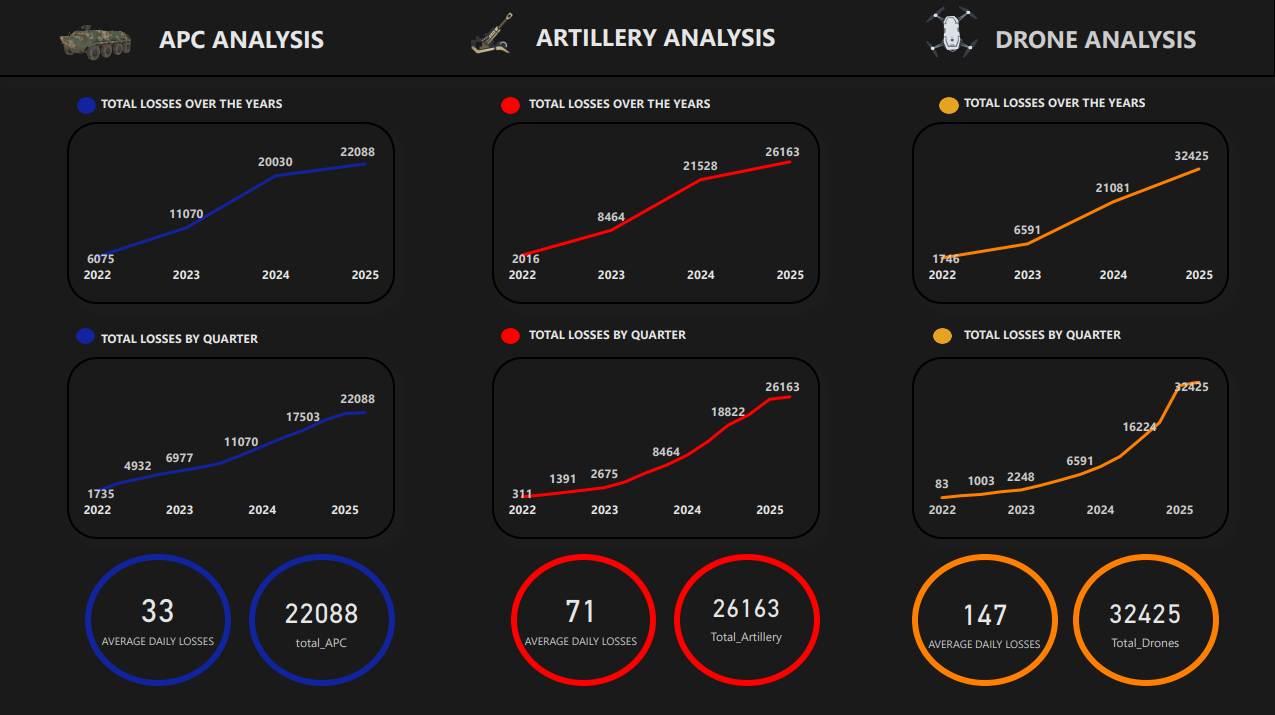 APC ANALYSIS
ARTILLERY ANALYSIS
DRONE ANALYSIS
TOTAL LOSSES OVER THE YEARS
6075
11070
20030
22088
2022 2023 2024 2025
TOTAL LOSSES OVER THE YEARS
2016
8464
21528
26163
2022 2023 2024 2025
TOTAL LOSSES OVER THE YEARS
1746
6591
21081
32425
2022 2023 2024 2025
TOTAL LOSSES BY QUARTER
1735
4932
6977
11070
17503
22088
2022 2023 2024 2025
TOTAL LOSSES BY QUARTER
311
1391
2675
8464
18822
26163
2022 2023 2024 2025
TOTAL LOSSES BY QUARTER
83
1003
2248
6591
16224
32425
2022 2023 2024 2025
33
AVERAGE DAILY LOSSES
22088
total_APC
71
AVERAGE DAILY LOSSES
26163
Total_Artillery
147
AVERAGE DAILY LOSSES
32425
Total_Drones